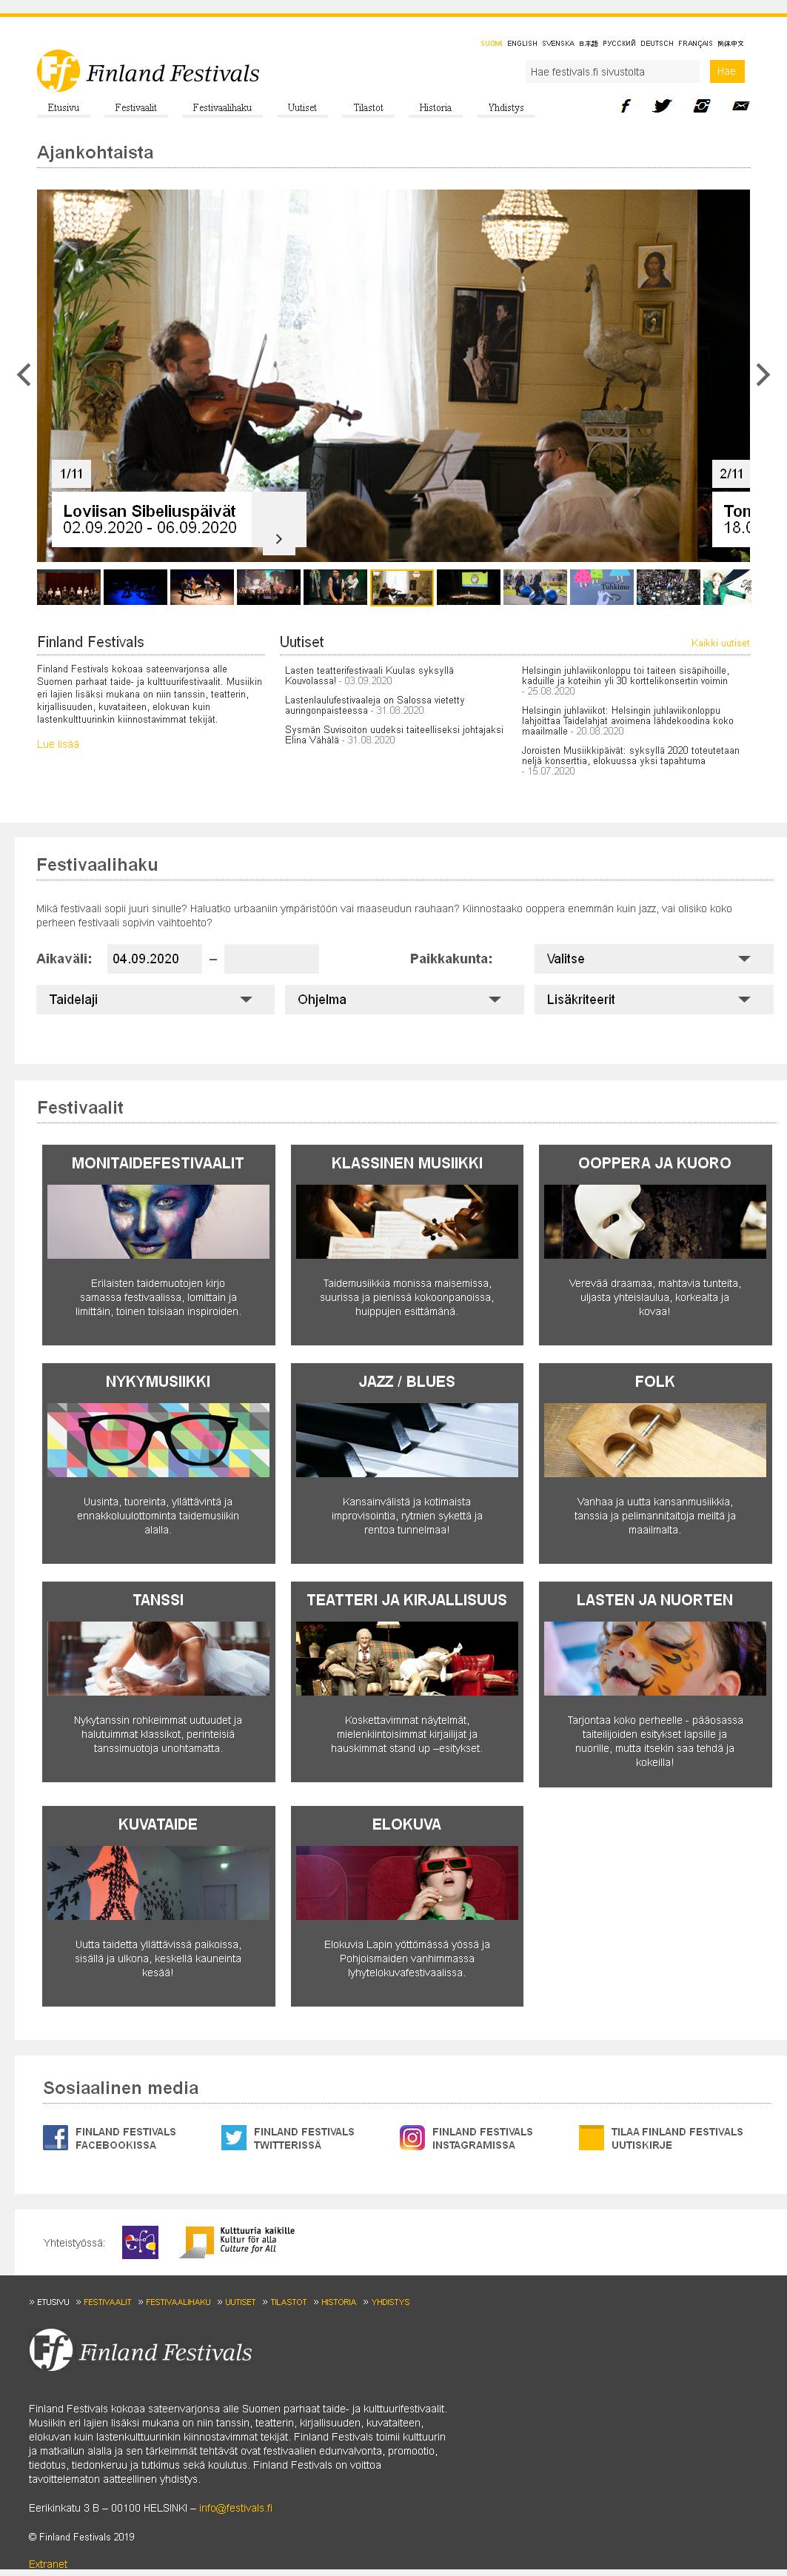 SUOMI ENGLISH SVENSKA 日本語 РУССКИЙ DEUTSCH FRANÇAIS 简体中文
Finland Festivals
Hae festivals.fi sivustolta
Hae
Etusivu Festivaalit Festivaalihaku Uutiset Tilastot Historia Yhdistys
Ajankohtaista
1/11
2/11
Loviisan Sibeliuspäivät
02.09.2020 - 06.09.2020
Finland Festivals
Finland Festivals kokoaa sateenvarjonsa alle
Suomen parhaat taide- ja kulttuurifestivaalit. Musiikin
eri lajien lisäksi mukana on niin tanssin, teatterin,
kirjallisuuden, kuvataiteen, elokuvan kuin
lastenkulttuurinkin kiinnostavimmat tekijät.
Lue lisää
Uutiset
Kaikki uutiset
Lasten teatterifestivaali Kuulas syksyllä
Kouvolassa! - 03.09.2020
Lastenlaulufestivaaleja on Salossa vietetty
auringonpaisteessa - 31.08.2020
Sysmän Suvisoiton uudeksi taiteelliseksi johtajaksi
Elina Vähälä - 31.08.2020
Helsingin juhlaviikonloppu toi taiteen sisäpihoille,
kaduille ja koteihin yli 30 korttelikonsertin voimin
- 25.08.2020
Helsingin juhlaviikot: Helsingin juhlaviikonloppu
lahjoittaa Taidelahjat avoimena lähdekoodina koko
maailmalle - 20.08.2020
Joroisten Musiikkipäivät: syksyllä 2020 toteutetaan
neljä konserttia, elokuussa yksi tapahtuma
- 15.07.2020
Festivaalihaku
Mikä festivaali sopii juuri sinulle? Haluatko urbaaniin ympäristöön vai maaseudun rauhaan? Kiinnostaako ooppera enemmän kuin jazz, vai olisiko koko
perheen festivaali sopivin vaihtoehto?
Aikaväli: 04.09.2020 – Paikkakunta: Valitse
Taidelaji Ohjelma Lisäkriteerit
Festivaalit
MONITAIDEFESTIVAALIT
Erilaisten taidemuotojen kirjo
samassa festivaalissa, lomittain ja
limittäin, toinen toisiaan inspiroiden.
KLASSINEN MUSIIKKI
Taidemusiikkia monissa maisemissa,
suurissa ja pienissä kokoonpanoissa,
huippujen esittämänä.
OOPPERA JA KUORO
Verevää draamaa, mahtavia tunteita,
uljasta yhteislaulua, korkealta ja
kovaa!
NYKYMUSIIKKI
Uusinta, tuoreinta, yllättävintä ja
ennakkoluulottominta taidemusiikin
alalla.
JAZZ / BLUES
Kansainvälistä ja kotimaista
improvisointia, rytmien sykettä ja
rentoa tunnelmaa!
FOLK
Vanhaa ja uutta kansanmusiikkia,
tanssia ja pelimannitaitoja meiltä ja
maailmalta.
TANSSI
Nykytanssin rohkeimmat uutuudet ja
halutuimmat klassikot, perinteisiä
tanssimuotoja unohtamatta.
TEATTERI JA KIRJALLISUUS
Koskettavimmat näytelmät,
mielenkiintoisimmat kirjailijat ja
hauskimmat stand up –esitykset.
LASTEN JA NUORTEN
Tarjontaa koko perheelle - pääosassa
taiteilijoiden esitykset lapsille ja
nuorille, mutta itsekin saa tehdä ja
kokeilla!
KUVATAIDE
Uutta taidetta yllättävissä paikoissa,
sisällä ja ulkona, keskellä kauneinta
kesää!
ELOKUVA
Elokuvia Lapin yöttömässä yössä ja
Pohjoismaiden vanhimmassa
lyhytelokuvafestivaalissa.
Sosiaalinen media
FINLAND FESTIVALS
FACEBOOKISSA
FINLAND FESTIVALS
TWITTERISSÄ
FINLAND FESTIVALS
INSTAGRAMISSA
TILAA FINLAND FESTIVALS
UUTISKIRJE
Yhteistyössä:
efa
Kulttuuria kaikille
Kultur för alla
Culture for All
» ETUSIVU » FESTIVAALIT » FESTIVAALIHAKU » UUTISET » TILASTOT » HISTORIA » YHDISTYS
Finland Festivals
Finland Festivals kokoaa sateenvarjonsa alle Suomen parhaat taide- ja kulttuurifestivaalit.
Musiikin eri lajien lisäksi mukana on niin tanssin, teatterin, kirjallisuuden, kuvataiteen,
elokuvan kuin lastenkulttuurinkin kiinnostavimmat tekijät. Finland Festivals toimii kulttuurin
ja matkailun alalla ja sen tärkeimmät tehtävät ovat festivaalien edunvalvonta, promootio,
tiedotus, tiedonkeruu ja tutkimus sekä koulutus. Finland Festivals on voittoa
tavoittelematon aatteellinen yhdistys.
Eerikinkatu 3 B – 00100 HELSINKI – info@festivals.fi
© Finland Festivals 2019
Extranet